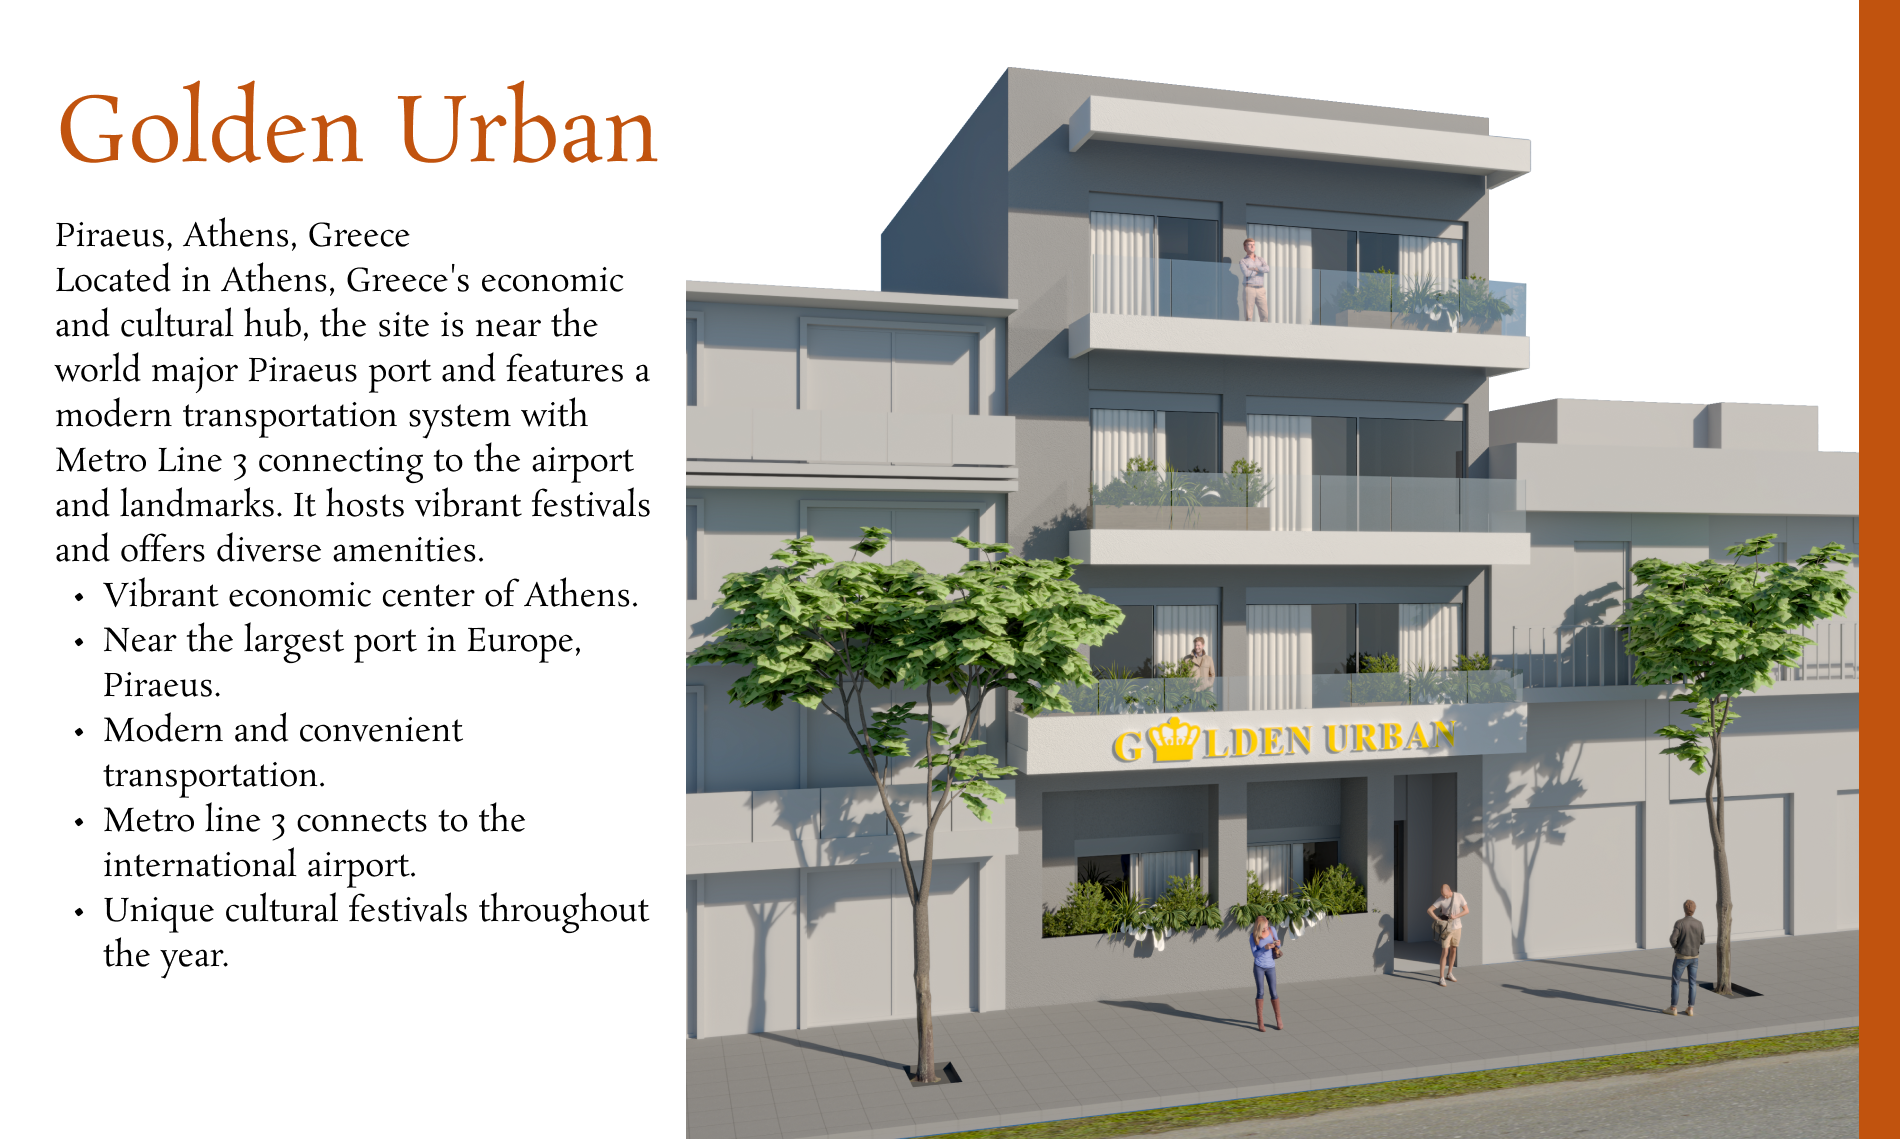 Golden Urban
Piraeus, Athens, Greece
Located in Athens, Greece's economic
and cultural hub, the site is near the
world major Piraeus port and features a
modern transportation system with
Metro Line 3 connecting to the airport
and landmarks. It hosts vibrant festivals
and offers diverse amenities.
• Vibrant economic center of Athens.
• Near the largest port in Europe,
Piraeus.
• Modern and convenient
transportation.
• Metro line 3 connects to the
international airport.
• Unique cultural festivals throughout
the year.
G LDEN URBAN